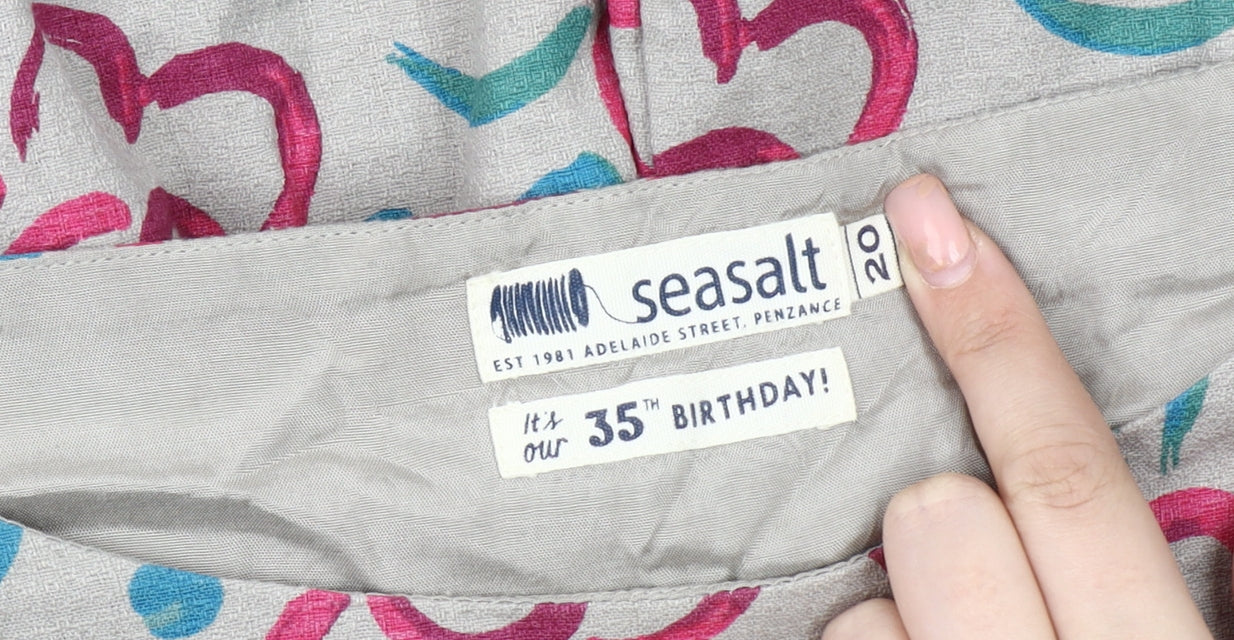 seasalt
EST 1981 ADELAIDE STREET, PENZANCE
20
It's our 35TH BIRTHDAY!